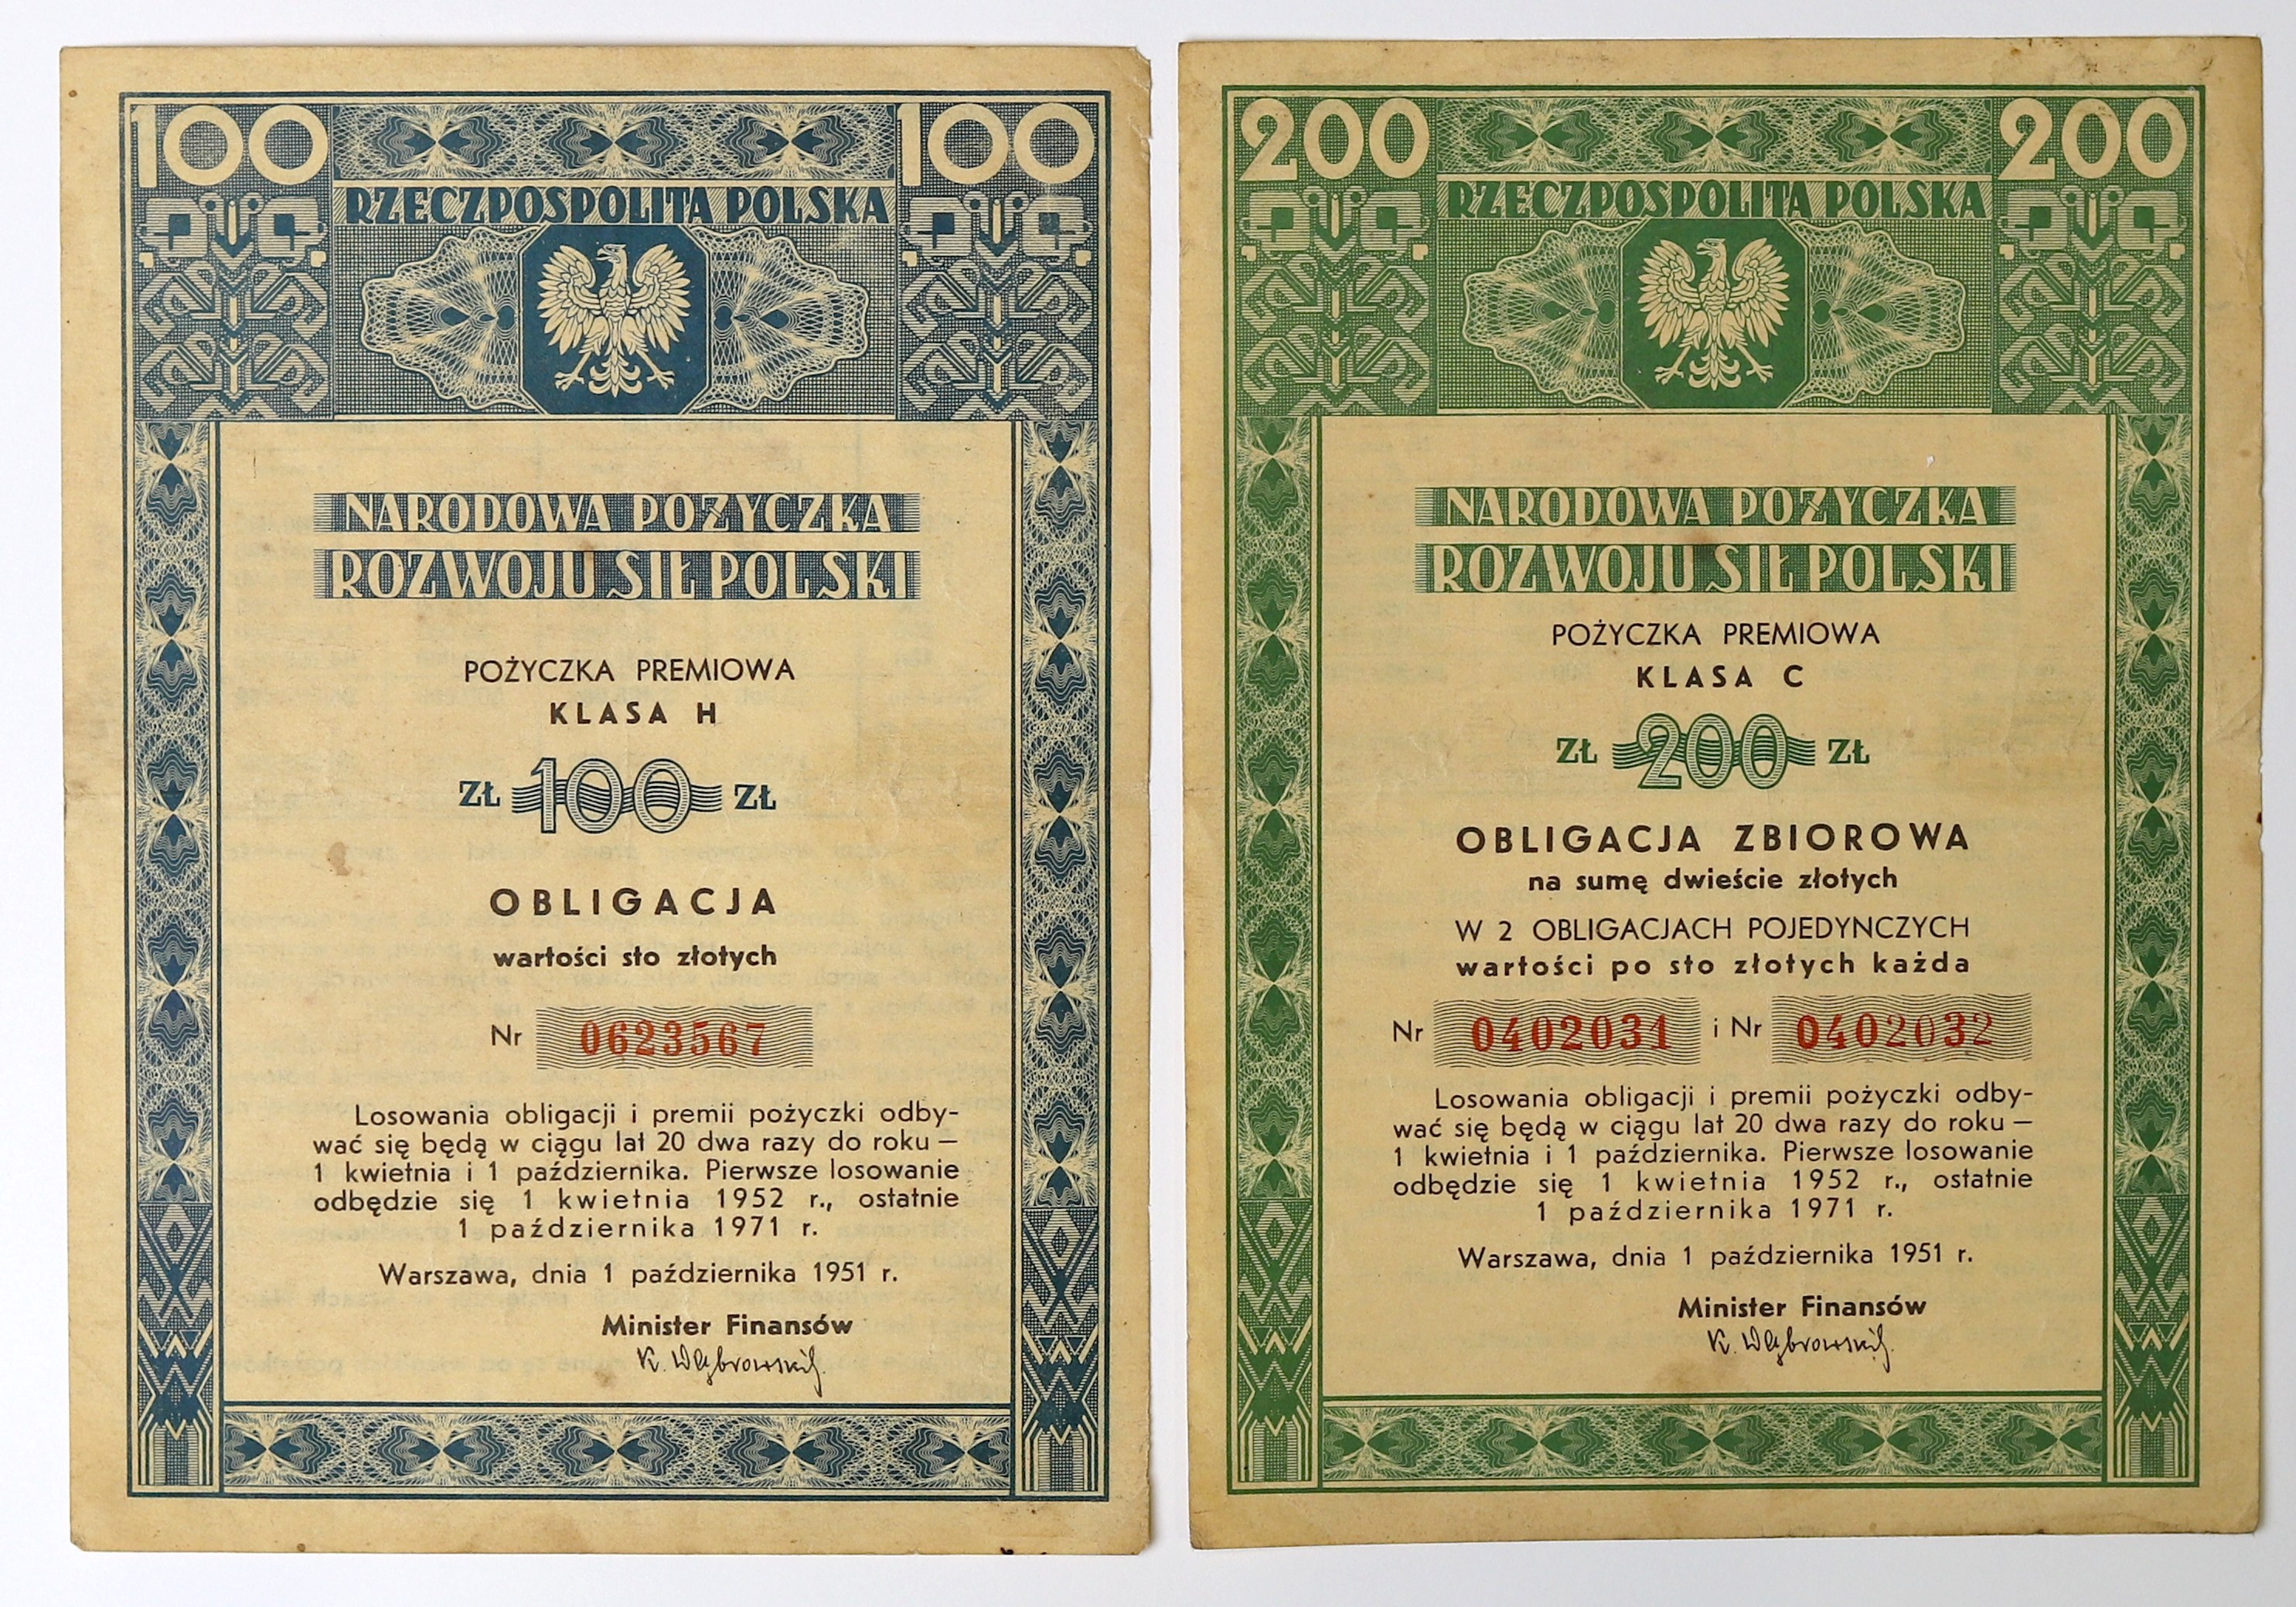 100 100
RZECZPOSPOLITA POLSKA
NARODOWA POŻYCZKA
ROZWOJU SIŁ POLSKI
POŻYCZKA PREMIOWA
KLASA H
ZŁ 100 ZŁ
OBLIGACJA
wartości sto złotych
Nr 0623567
Losowania obligacji i premii pożyczki odby-
wać się będą w ciągu lat 20 dwa razy do roku —
1 kwietnia i 1 października. Pierwsze losowanie
odbędzie się 1 kwietnia 1952 r., ostatnie
1 października 1971 r.
Warszawa, dnia 1 października 1951 r.
Minister Finansów
K. Dąbrowski
200 200
RZECZPOSPOLITA POLSKA
NARODOWA POŻYCZKA
ROZWOJU SIŁ POLSKI
POŻYCZKA PREMIOWA
KLASA C
ZŁ 200 ZŁ
OBLIGACJA ZBIOROWA
na sumę dwieście złotych
W 2 OBLIGACJACH POJEDYNCZYCH
wartości po sto złotych każda
Nr 0402031 i Nr 0402032
Losowania obligacji i premii pożyczki odby-
wać się będą w ciągu lat 20 dwa razy do roku —
1 kwietnia i 1 października. Pierwsze losowanie
odbędzie się 1 kwietnia 1952 r., ostatnie
1 października 1971 r.
Warszawa, dnia 1 października 1951 r.
Minister Finansów
K. Dąbrowski